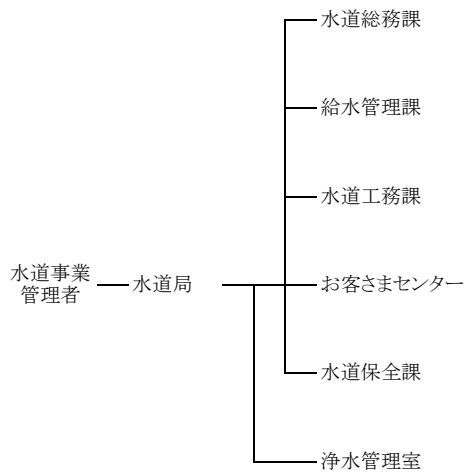 水道総務課
給水管理課
水道工務課
水道事業
管理者
水道局
お客さまセンター
水道保全課
浄水管理室